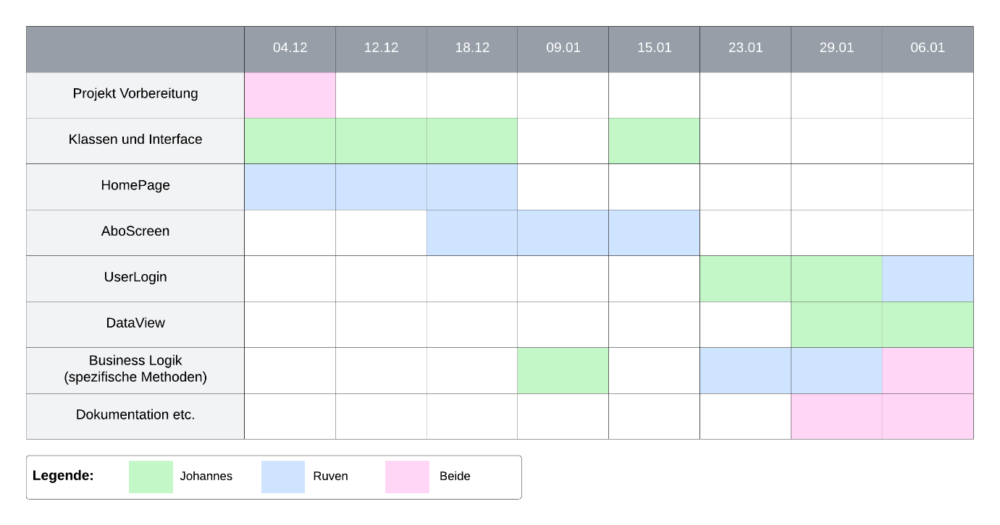 04.12 12.12 18.12 09.01 15.01 23.01 29.01 06.01
Projekt Vorbereitung
Klassen und Interface
HomePage
AboScreen
UserLogin
DataView
Business Logik
(spezifische Methoden)
Dokumentation etc.
Legende: Johannes Ruven Beide